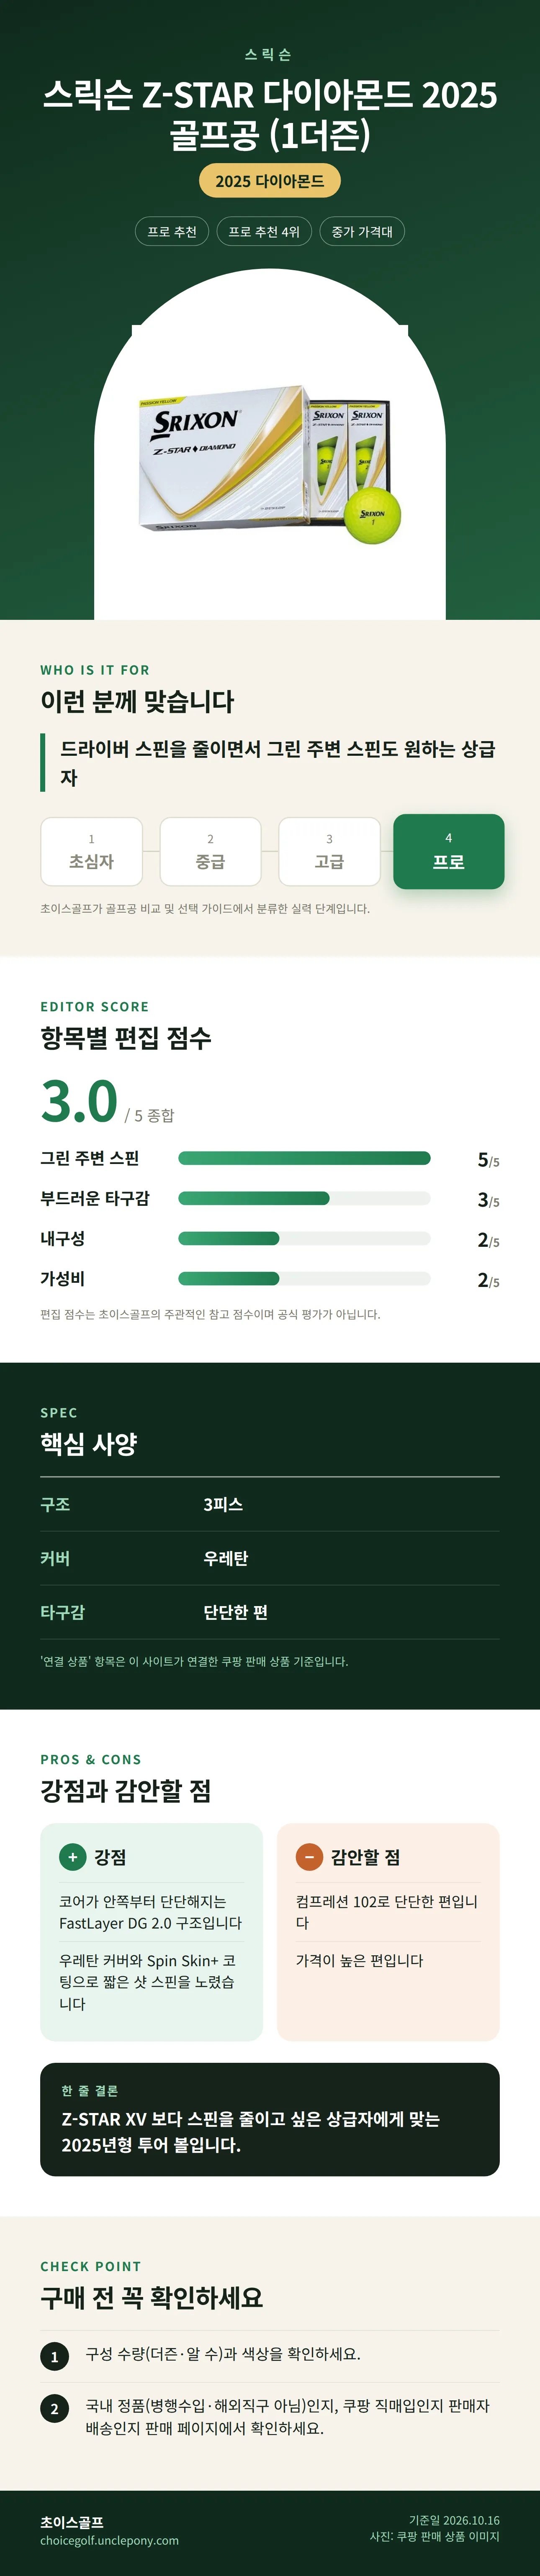 스릭슨
스릭슨 Z-STAR 다이아몬드 2025
골프공 (1더즌)
2025 다이아몬드
프로 추천
프로 추천 4위
중가 가격대
PASSION YELLOW
SRIXON
Z-STAR ♦ DIAMOND
SRIXON
SRIXON
SRIXON
SRIXON
1
SRIXON
WHO IS IT FOR
이런 분께 맞습니다
드라이버 스핀을 줄이면서 그린 주변 스핀도 원하는 상급
자
1
초심자
2
중급
3
고급
4
프로
초이스골프가 골프공 비교 및 선택 가이드에서 분류한 실력 단계입니다.
EDITOR SCORE
항목별 편집 점수
3.0 / 5 종합
그린 주변 스핀 5/5
부드러운 타구감 3/5
내구성 2/5
가성비 2/5
편집 점수는 초이스골프의 주관적인 참고 점수이며 공식 평가가 아닙니다.
SPEC
핵심 사양
구조 3피스
커버 우레탄
타구감 단단한 편
'연결 상품' 항목은 이 사이트가 연결한 쿠팡 판매 상품 기준입니다.
PROS & CONS
강점과 감안할 점
+ 강점
코어가 안쪽부터 단단해지는
FastLayer DG 2.0 구조입니다
우레탄 커버와 Spin Skin+ 코
팅으로 짧은 샷 스핀을 노렸습
니다
− 감안할 점
컴프레션 102로 단단한 편입니
다
가격이 높은 편입니다
한 줄 결론
Z-STAR XV 보다 스핀을 줄이고 싶은 상급자에게 맞는
2025년형 투어 볼입니다.
CHECK POINT
구매 전 꼭 확인하세요
1 구성 수량(더즌·알 수)과 색상을 확인하세요.
2 국내 정품(병행수입·해외직구 아님)인지, 쿠팡 직매입인지 판매자
배송인지 판매 페이지에서 확인하세요.
초이스골프
choicegolf.unclepony.com
기준일 2026.10.16
사진: 쿠팡 판매 상품 이미지